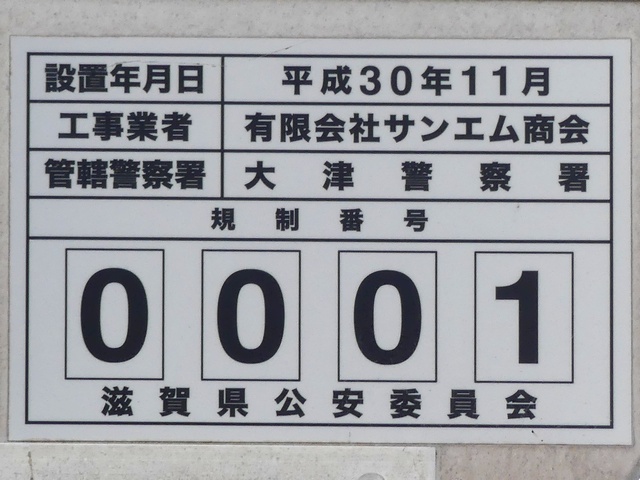 設置年月日 平成30年11月
工事業者 有限会社サンエム商会
管轄警察署 大津警察署
規制番号
0001
滋賀県公安委員会